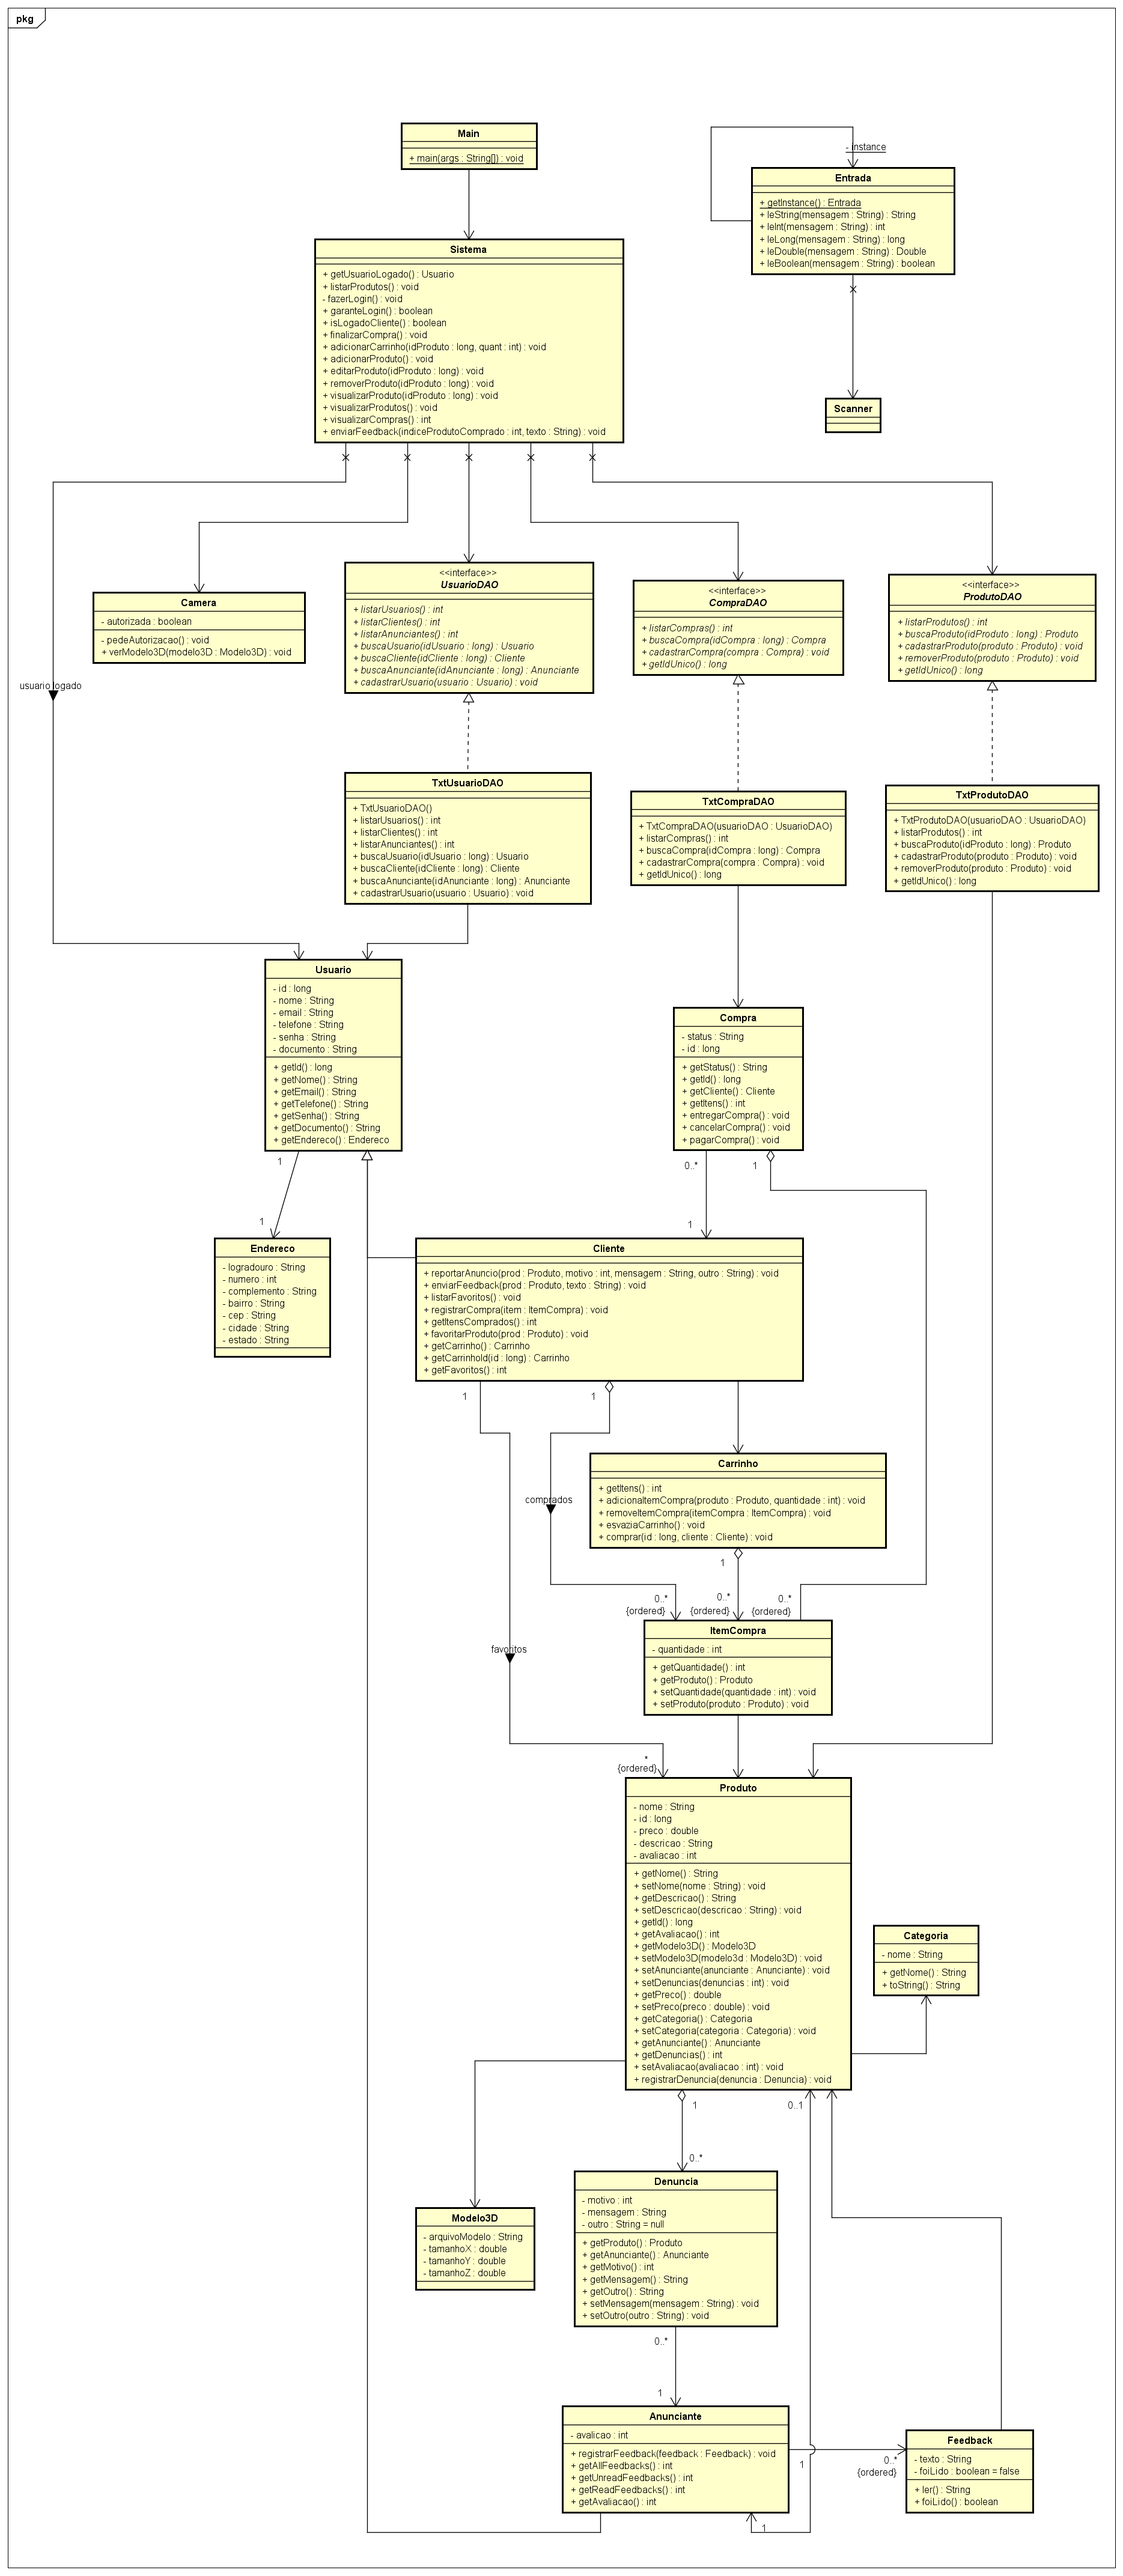 pkg
Main
+ main(args : String[]) : void
- instance
Entrada
+ getInstance() : Entrada
+ leString(mensagem : String) : String
+ leInt(mensagem : String) : int
+ leLong(mensagem : String) : long
+ leDouble(mensagem : String) : Double
+ leBoolean(mensagem : String) : boolean
Sistema
+ getUsuarioLogado() : Usuario
+ listarProdutos() : void
- fazerLogin() : void
+ garanteLogin() : boolean
+ isLogadoCliente() : boolean
+ finalizarCompra() : void
+ adicionarCarrinho(idProduto : long, quant : int) : void
+ adicionarProduto() : void
+ editarProduto(idProduto : long) : void
+ removerProduto(idProduto : long) : void
+ visualizarProduto(idProduto : long) : void
+ visualizarProdutos() : void
+ visualizarCompras() : int
+ enviarFeedback(indiceProdutoComprado : int, texto : String) : void
Scanner
Camera
- autorizada : boolean
- pedeAutorizacao() : void
+ verModelo3D(modelo3D : Modelo3D) : void
<<interface>>
UsuarioDAO
+ listarUsuarios() : int
+ listarClientes() : int
+ listarAnunciantes() : int
+ buscaUsuario(idUsuario : long) : Usuario
+ buscaCliente(idCliente : long) : Cliente
+ buscaAnunciante(idAnunciante : long) : Anunciante
+ cadastrarUsuario(usuario : Usuario) : void
<<interface>>
CompraDAO
+ listarCompras() : int
+ buscaCompra(idCompra : long) : Compra
+ cadastrarCompra(compra : Compra) : void
+ getIdUnico() : long
<<interface>>
ProdutoDAO
+ listarProdutos() : int
+ buscaProduto(idProduto : long) : Produto
+ cadastrarProduto(produto : Produto) : void
+ removerProduto(produto : Produto) : void
+ getIdUnico() : long
usuario logado
TxtUsuarioDAO
+ TxtUsuarioDAO()
+ listarUsuarios() : int
+ listarClientes() : int
+ listarAnunciantes() : int
+ buscaUsuario(idUsuario : long) : Usuario
+ buscaCliente(idCliente : long) : Cliente
+ buscaAnunciante(idAnunciante : long) : Anunciante
+ cadastrarUsuario(usuario : Usuario) : void
TxtCompraDAO
+ TxtCompraDAO(usuarioDAO : UsuarioDAO)
+ listarCompras() : int
+ buscaCompra(idCompra : long) : Compra
+ cadastrarCompra(compra : Compra) : void
+ getIdUnico() : long
TxtProdutoDAO
+ TxtProdutoDAO(usuarioDAO : UsuarioDAO)
+ listarProdutos() : int
+ buscaProduto(idProduto : long) : Produto
+ cadastrarProduto(produto : Produto) : void
+ removerProduto(produto : Produto) : void
+ getIdUnico() : long
Usuario
- id : long
- nome : String
- email : String
- telefone : String
- senha : String
- documento : String
+ getId() : long
+ getNome() : String
+ getEmail() : String
+ getTelefone() : String
+ getSenha() : String
+ getDocumento() : String
+ getEndereco() : Endereco
Compra
- status : String
- id : long
+ getStatus() : String
+ getId() : long
+ getCliente() : Cliente
+ getItens() : int
+ entregarCompra() : void
+ cancelarCompra() : void
+ pagarCompra() : void
1
1
0..*
1
1
Endereco
- logradouro : String
- numero : int
- complemento : String
- bairro : String
- cep : String
- cidade : String
- estado : String
Cliente
+ reportarAnuncio(prod : Produto, motivo : int, mensagem : String, outro : String) : void
+ enviarFeedback(prod : Produto, texto : String) : void
+ listarFavoritos() : void
+ registrarCompra(item : ItemCompra) : void
+ getItensComprados() : int
+ favoritarProduto(prod : Produto) : void
+ getCarrinho() : Carrinho
+ getCarrinhoId(id : long) : Carrinho
+ getFavoritos() : int
1
1
comprados
Carrinho
+ getItens() : int
+ adicionaItemCompra(produto : Produto, quantidade : int) : void
+ removeItemCompra(itemCompra : ItemCompra) : void
+ esvaziaCarrinho() : void
+ comprar(id : long, cliente : Cliente) : void
1
0..*
{ordered}
0..*
{ordered}
0..*
{ordered}
favoritos
ItemCompra
- quantidade : int
+ getQuantidade() : int
+ getProduto() : Produto
+ setQuantidade(quantidade : int) : void
+ setProduto(produto : Produto) : void
*
{ordered}
Produto
- nome : String
- id : long
- preco : double
- descricao : String
- avaliacao : int
+ getNome() : String
+ setNome(nome : String) : void
+ getDescricao() : String
+ setDescricao(descricao : String) : void
+ getId() : long
+ getAvaliacao() : int
+ getModelo3D() : Modelo3D
+ setModelo3D(modelo3d : Modelo3D) : void
+ setAnunciante(anunciante : Anunciante) : void
+ setDenuncias(denuncias : int) : void
+ getPreco() : double
+ setPreco(preco : double) : void
+ getCategoria() : Categoria
+ setCategoria(categoria : Categoria) : void
+ getAnunciante() : Anunciante
+ getDenuncias() : int
+ setAvaliacao(avaliacao : int) : void
+ registrarDenuncia(denuncia : Denuncia) : void
Categoria
- nome : String
+ getNome() : String
+ toString() : String
1
0..1
0..*
Modelo3D
- arquivoModelo : String
- tamanhoX : double
- tamanhoY : double
- tamanhoZ : double
Denuncia
- motivo : int
- mensagem : String
- outro : String = null
+ getProduto() : Produto
+ getAnunciante() : Anunciante
+ getMotivo() : int
+ getMensagem() : String
+ getOutro() : String
+ setMensagem(mensagem : String) : void
+ setOutro(outro : String) : void
0..*
1
Anunciante
- avalicao : int
+ registrarFeedback(feedback : Feedback) : void
+ getAllFeedbacks() : int
+ getUnreadFeedbacks() : int
+ getReadFeedbacks() : int
+ getAvaliacao() : int
1
0..*
{ordered}
1
Feedback
- texto : String
- foiLido : boolean = false
+ ler() : String
+ foiLido() : boolean